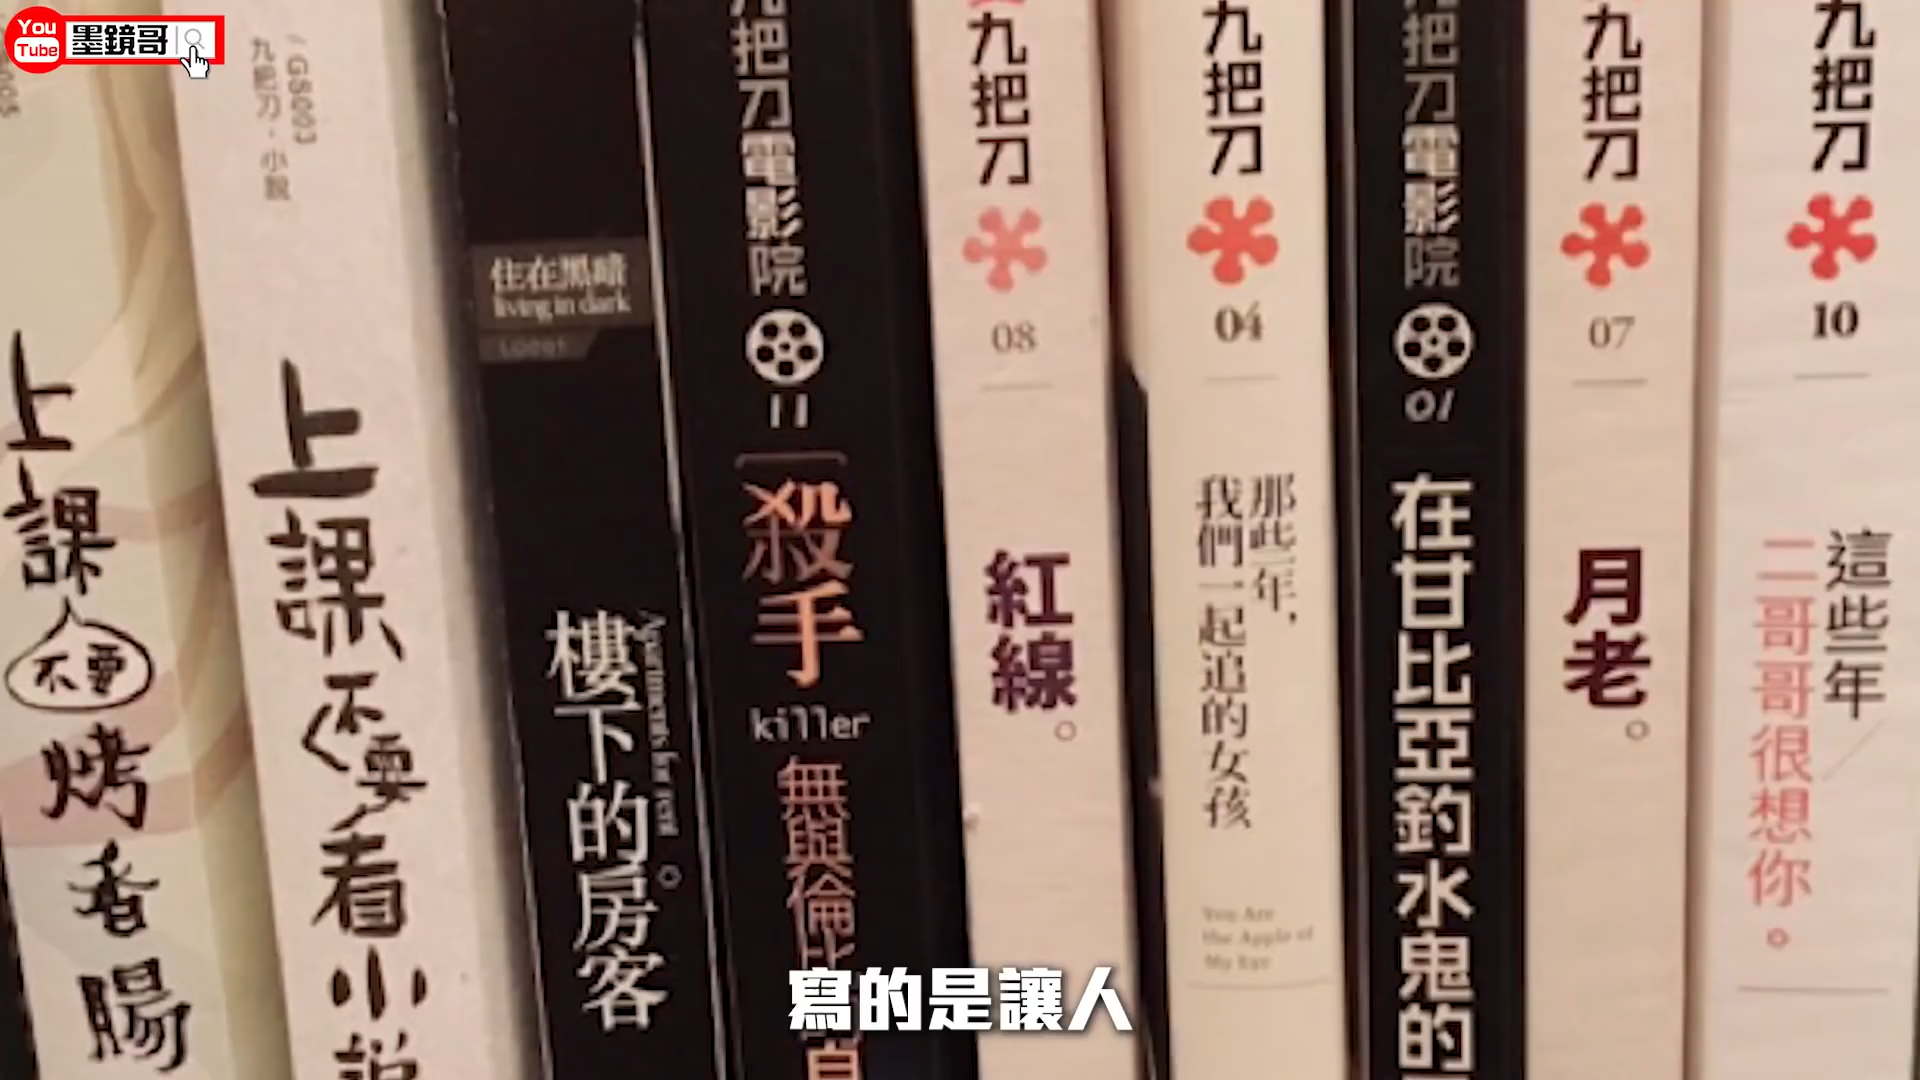 You
Tube
墨鏡哥
上課不要烤香腸
/GS003
九把刀·小說
上課不要看小說
住在黑暗
living in dark
樓下的房客
Apartments for rent
九把刀電影院
11
殺手
killer
無與倫比
九把刀
08
紅線。
九把刀
04
那些年,
我們一起追的女孩
You Are
the Apple of
My Eye
九把刀電影院
01
在甘比亞釣水鬼的
九把刀
07
月老。
九把刀
10
這些年
二哥哥很想你。
寫的是讓人